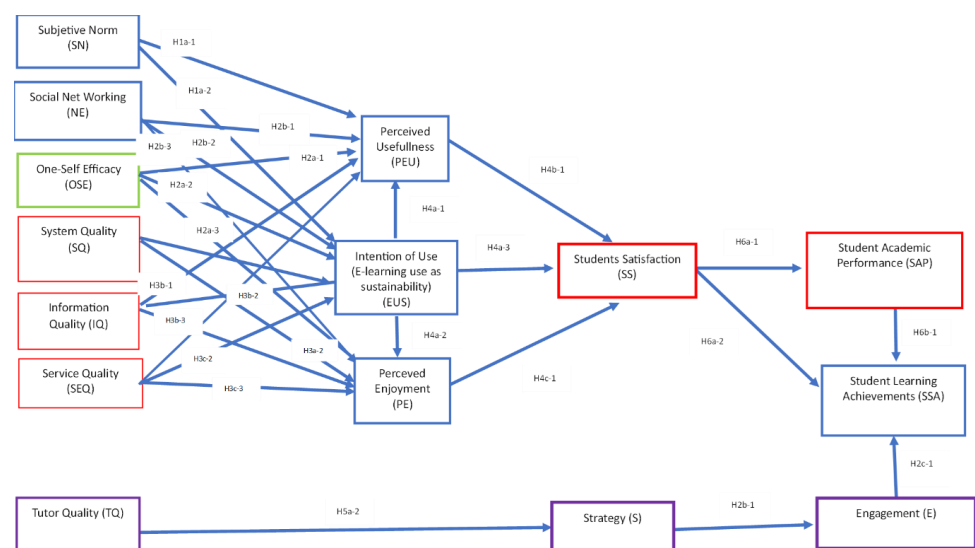 Subjetive Norm
(SN)
H1a-1
Social Net Working
(NE)
H1a-2
H2b-1
H2b-3
H2b-2
Perceived
Usefullness
(PEU)
One-Self Efficacy
(OSE)
H2a-1
H2a-2
H4b-1
System Quality
(SQ)
H2a-3
H4a-1
Intention of Use
(E-learning use as
sustainability)
(EUS)
H4a-3
Students Satisfaction
(SS)
H6a-1
Student Academic
Performance (SAP)
H3b-1
H3b-2
Information
Quality (IQ)
H3b-3
H4a-2
H6a-2
H6b-1
Service Quality
(SEQ)
H3c-2
H3a-2
H3c-3
Perceved
Enjoyment
(PE)
H4c-1
Student Learning
Achievements (SSA)
H2c-1
Tutor Quality (TQ)
H5a-2
Strategy (S)
H2b-1
Engagement (E)